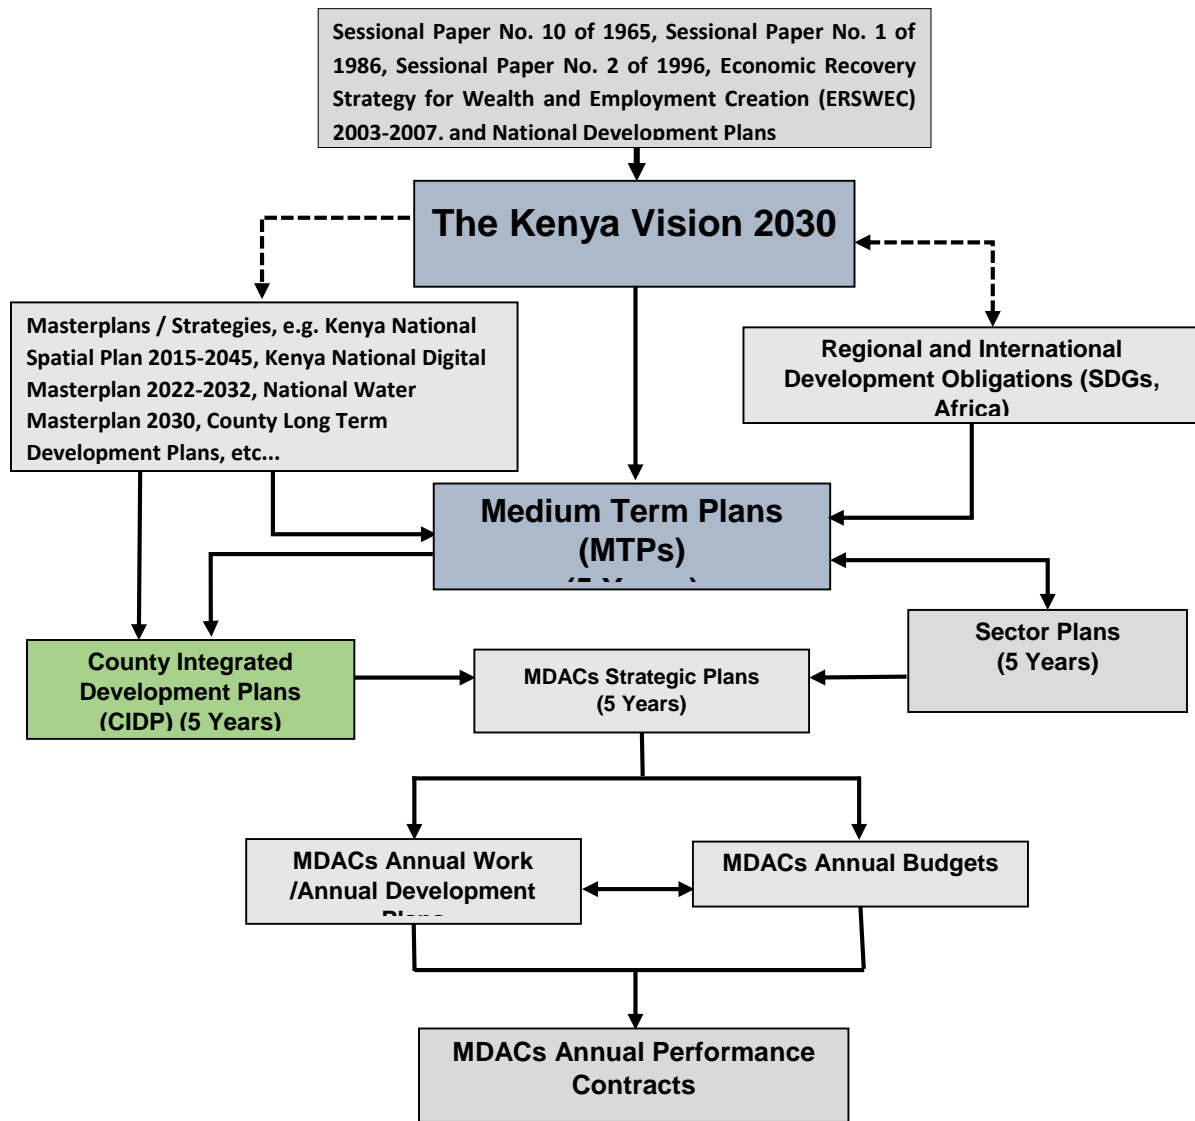 Sessional Paper No. 10 of 1965, Sessional Paper No. 1 of
1986, Sessional Paper No. 2 of 1996, Economic Recovery
Strategy for Wealth and Employment Creation (ERSWEC)
2003-2007, and National Development Plans
The Kenya Vision 2030
Masterplans / Strategies, e.g. Kenya National
Spatial Plan 2015-2045, Kenya National Digital
Masterplan 2022-2032, National Water
Masterplan 2030, County Long Term
Development Plans, etc...
Regional and International
Development Obligations (SDGs,
Africa)
Medium Term Plans
(MTPs)
(5 Years)
Sector Plans
(5 Years)
County Integrated
Development Plans
(CIDP) (5 Years)
MDACs Strategic Plans
(5 Years)
MDACs Annual Work
/Annual Development
Plans
MDACs Annual Budgets
MDACs Annual Performance
Contracts